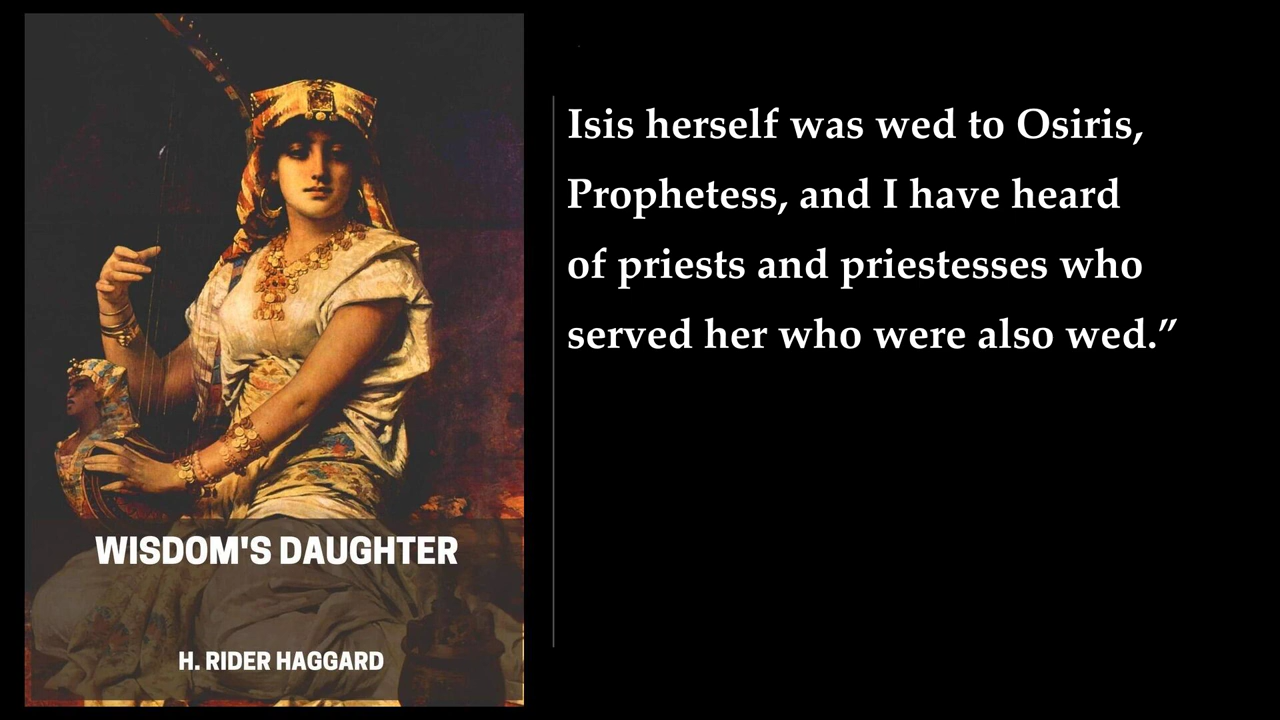 WISDOM'S DAUGHTER
H. RIDER HAGGARD
Isis herself was wed to Osiris,
Prophetess, and I have heard
of priests and priestesses who
served her who were also wed.”